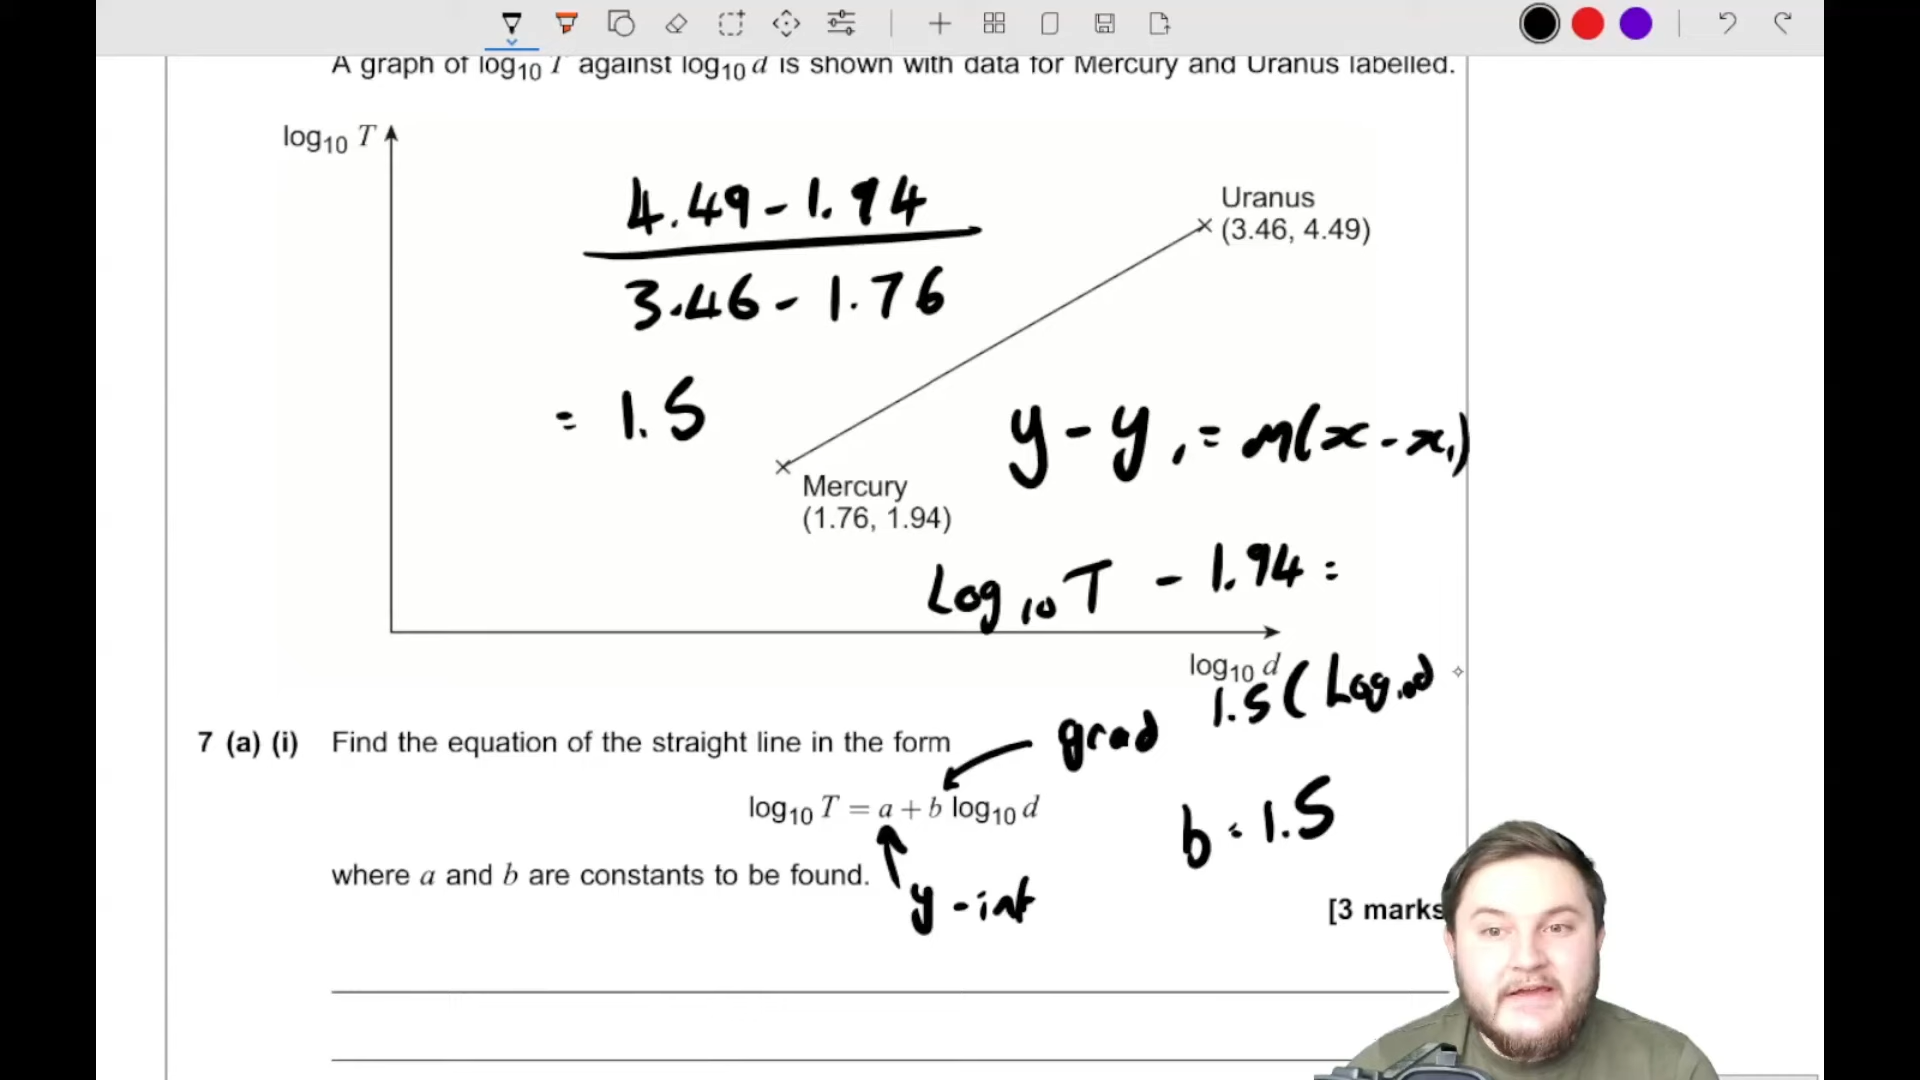 A graph of log10 T against log10 d is shown with data for Mercury and Uranus labelled.
log10 T
4.49 - 1.94
3.46 - 1.76
= 1.5
Uranus
(3.46, 4.49)
Mercury
(1.76, 1.94)
y - y1 = m(x - x1)
Log10 T - 1.94 =
log10 d
1.5 ( Log10d
7 (a) (i) Find the equation of the straight line in the form
grad
log10 T = a + b log10 d
b = 1.5
where a and b are constants to be found.
y - int
[3 marks